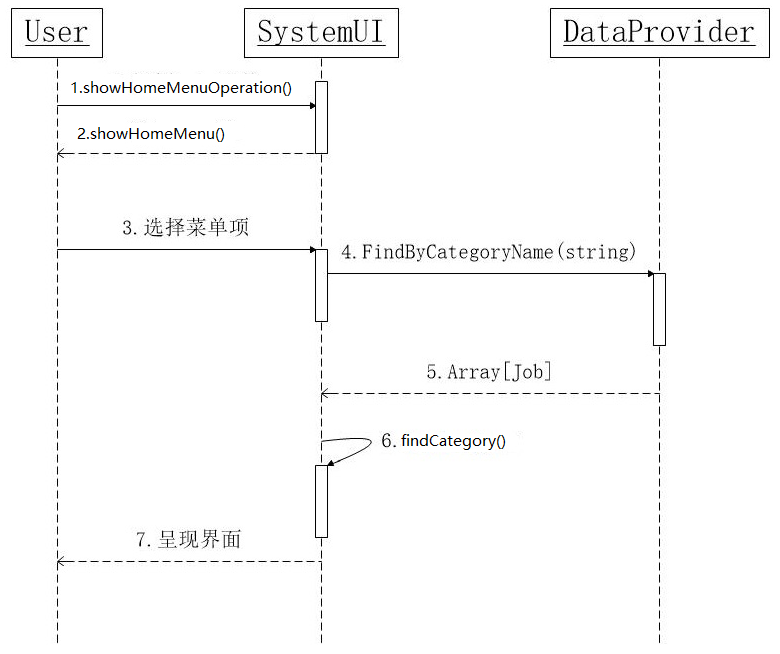 User
SystemUI
DataProvider
1.showHomeMenuOperation()
2.showHomeMenu()
3.选择菜单项
4.FindByCategoryName(string)
5.Array[Job]
6.findCategory()
7.呈现界面